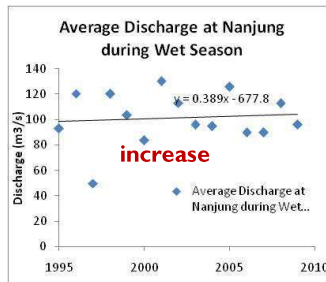 Average Discharge at Nanjung
during Wet Season
140
120
100
80
60
40
20
0
Discharge (m3/s)
y = 0.389x - 677.8
increase
Average Discharge at
Nanjung during Wet...
1995
2000
2005
2010